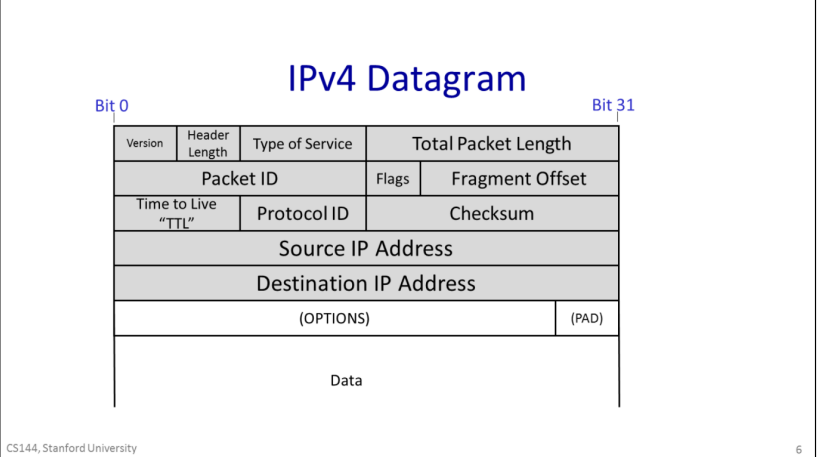 IPv4 Datagram
Bit 0
Bit 31
Version
Header
Length
Type of Service
Total Packet Length
Packet ID
Flags
Fragment Offset
Time to Live
“TTL”
Protocol ID
Checksum
Source IP Address
Destination IP Address
(OPTIONS)
(PAD)
Data
CS144, Stanford University
6